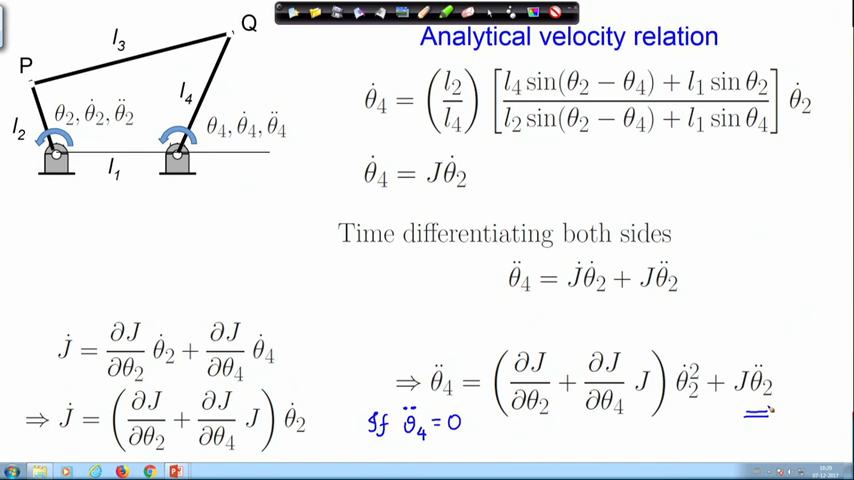 Q
l₃
P
l₄
l₂
θ₂, θ̇₂, θ̈₂
θ₄, θ̇₄, θ̈₄
l₁
Analytical velocity relation
θ̇₄ = (l₂/l₄) [(l₄ sin(θ₂ − θ₄) + l₁ sin θ₂)/(l₂ sin(θ₂ − θ₄) + l₁ sin θ₄)] θ̇₂
θ̇₄ = Jθ̇₂
Time differentiating both sides
θ̈₄ = J̇θ̇₂ + Jθ̈₂
J̇ = ∂J/∂θ₂ θ̇₂ + ∂J/∂θ₄ θ̇₄
⇒ J̇ = (∂J/∂θ₂ + ∂J/∂θ₄ J) θ̇₂
⇒ θ̈₄ = (∂J/∂θ₂ + ∂J/∂θ₄ J) θ̇₂² + Jθ̈₂
If θ̈₄ = 0